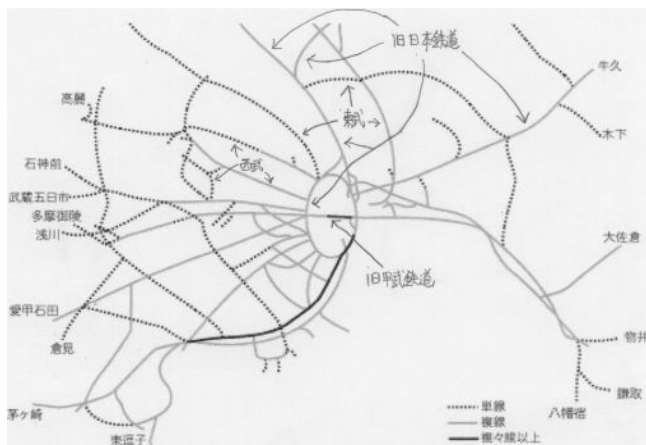 旧日本鉄道
牛久
高麗
東武
木下
西武
石神前
武蔵五日市
多摩御陵
浅川
大佐倉
旧甲武鉄道
愛甲石田
倉見
物井
鎌取
八幡宿
茅ヶ崎
東逗子
単線
複線
複々線以上